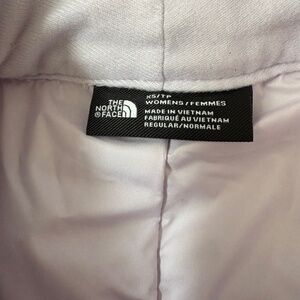 THE
NORTH
FACE
XS/TP
WOMENS/FEMMES
MADE IN VIETNAM
FABRIQUÉ AU VIETNAM
REGULAR/NORMALE